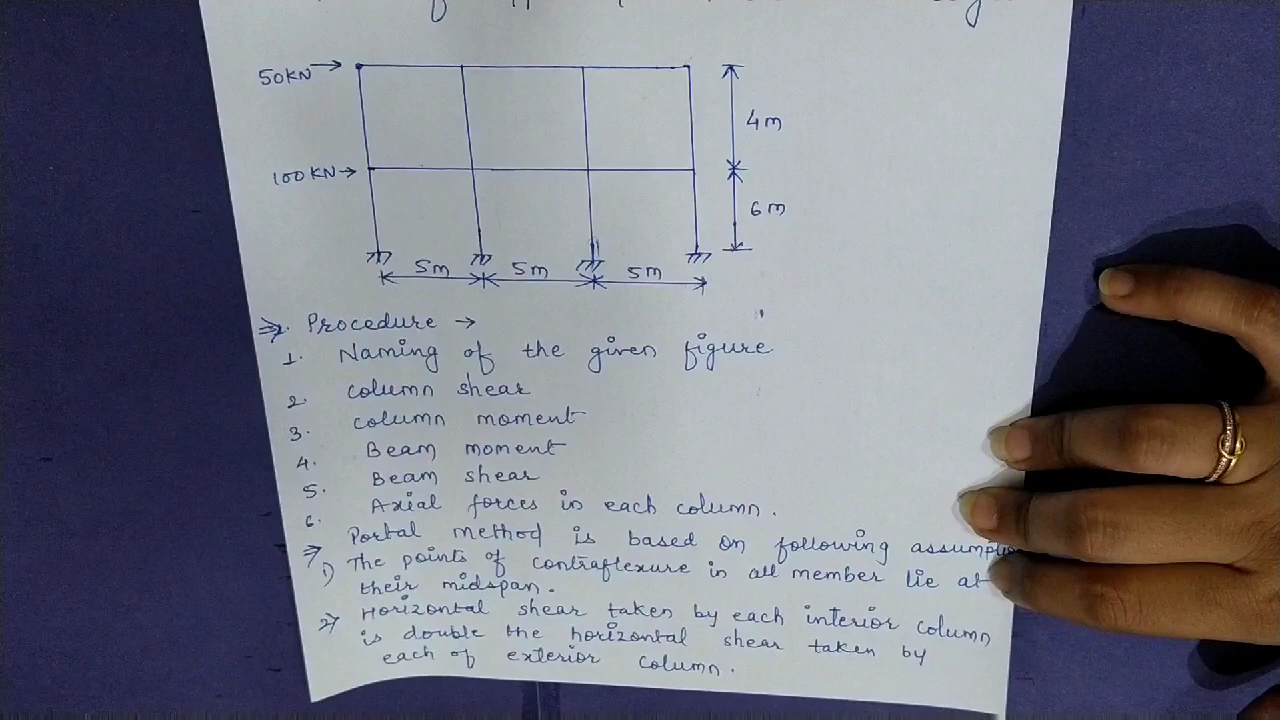 50KN →
4m
100KN →
6m
5m 5m 5m
⇒. Procedure →
1. Naming of the given figure
2. column shear
3. column moment
4. Beam moment
5. Beam shear
6. Axial forces in each column.
⇒ Portal method is based on following assumptio
1) The points of contraflexure in all member lie at
their midspan.
2) Horizontal shear taken by each interior column
is double the horizontal shear taken by
each of exterior column.